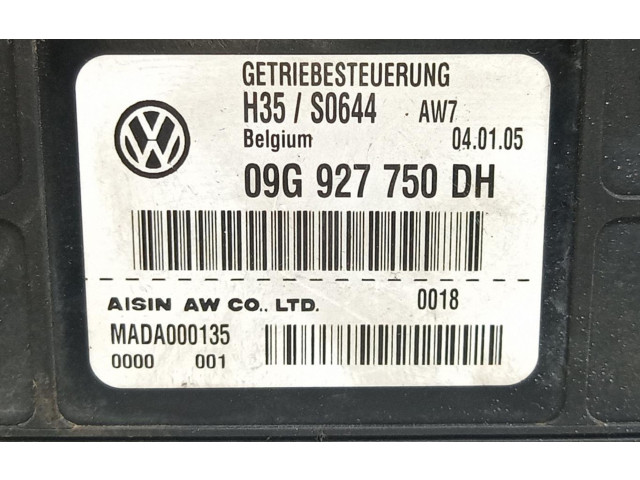 GETRIEBESTEUERUNG
H35 / S0644 AW7
Belgium 04.01.05
09G 927 750 DH
AISIN AW CO., LTD. 0018
MADA000135
0000 001